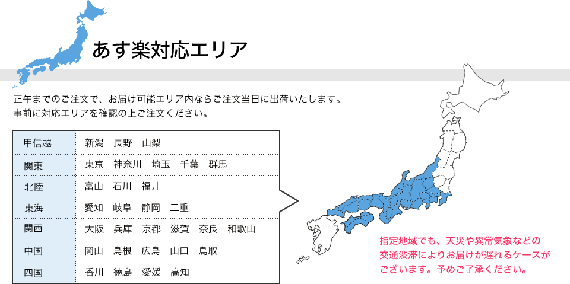 あす楽対応エリア
正午までのご注文で、お届け可能エリア内ならご注文当日に出荷いたします。
事前に対応エリアを確認の上ご注文ください。
甲信越 新潟 長野 山梨
関東 東京 神奈川 埼玉 千葉 群馬
北陸 富山 石川 福井
東海 愛知 岐阜 静岡 三重
関西 大阪 兵庫 京都 滋賀 奈良 和歌山
中国 岡山 島根 広島 山口 鳥取
四国 香川 徳島 愛媛 高知
指定地域でも、天災や異常気象などの
交通渋滞によりお届けが遅れるケースが
ございます。予めご了承ください。